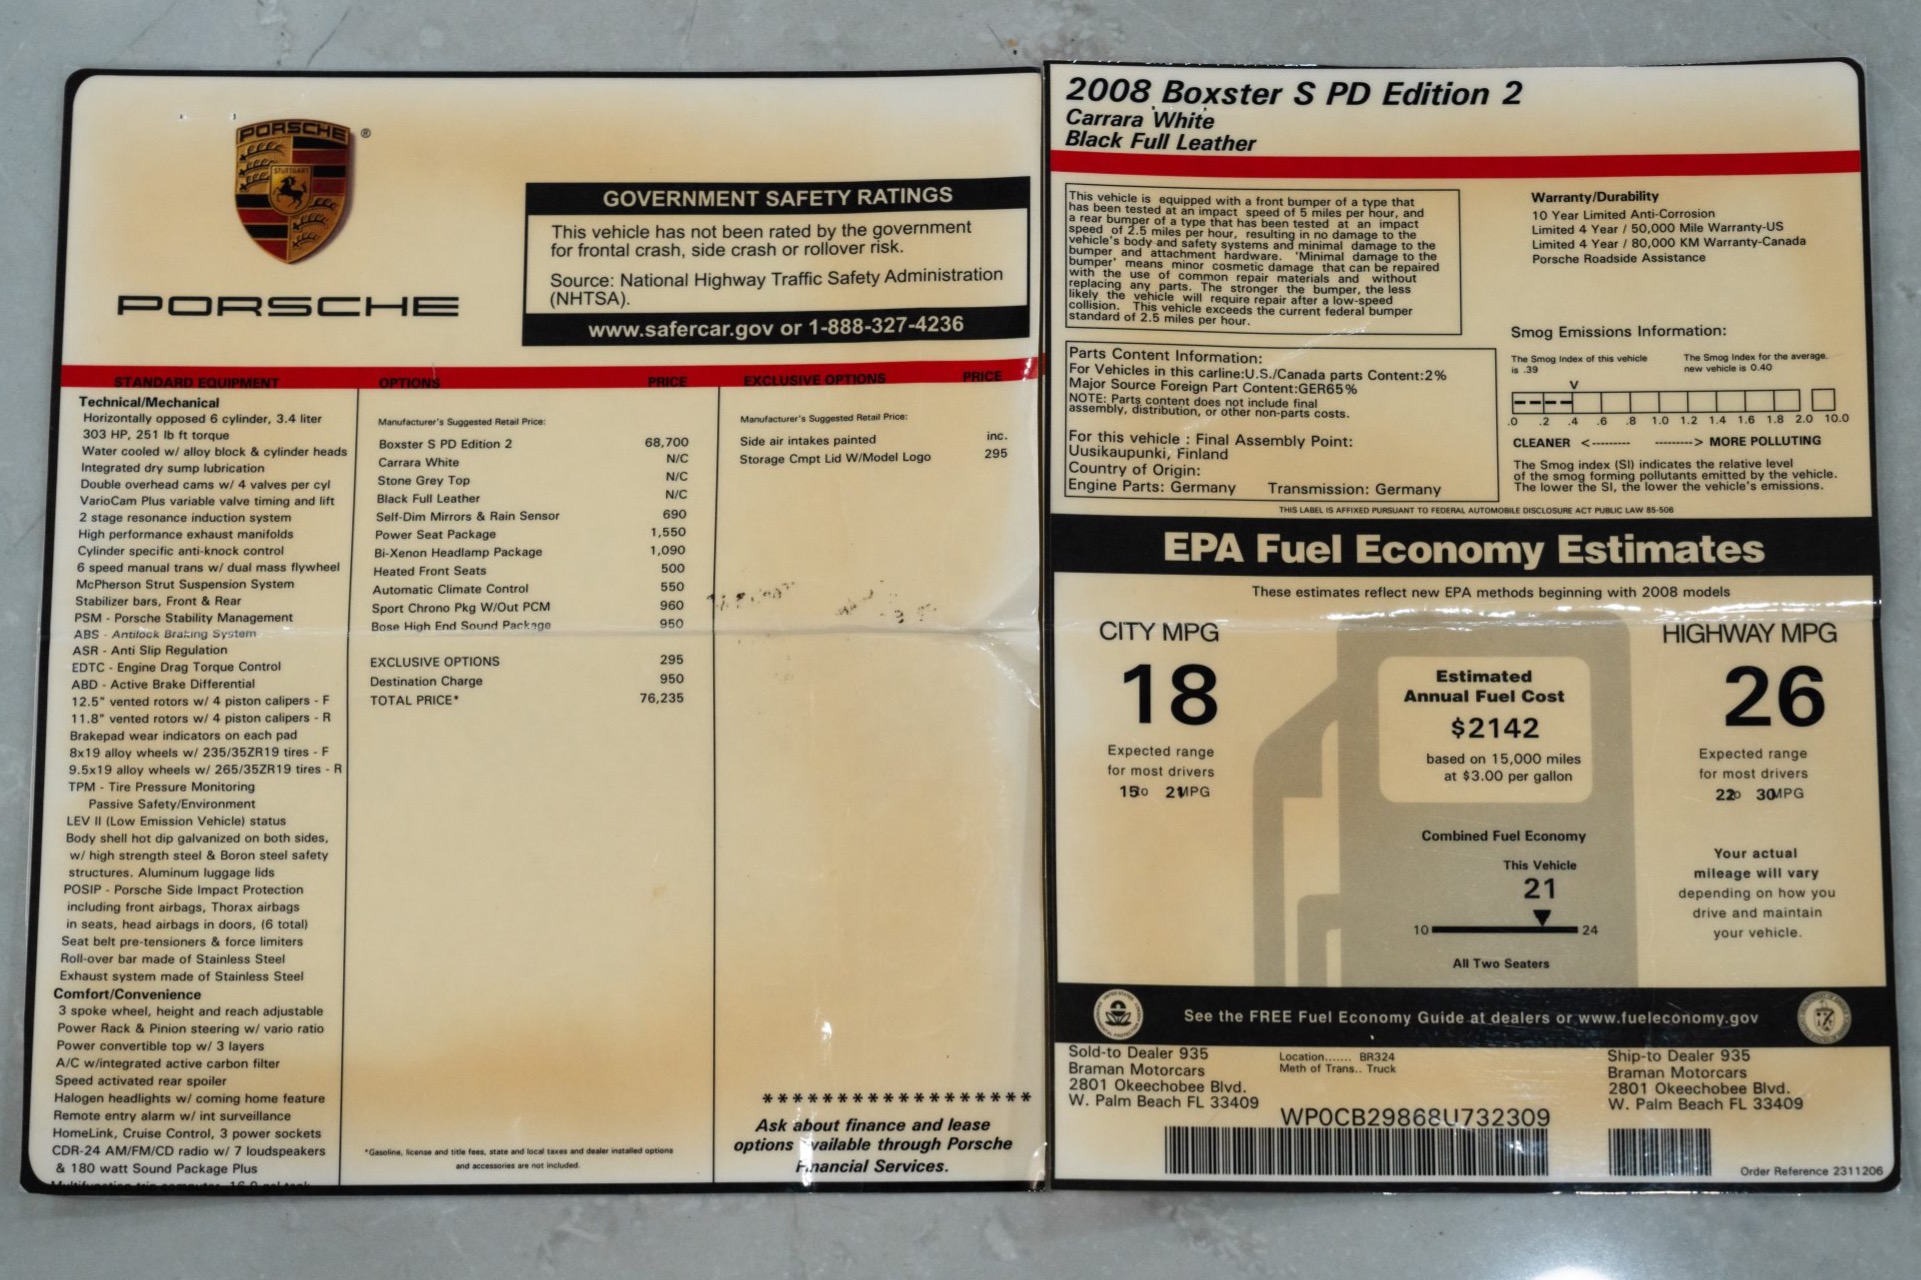 PORSCHE
®
STUTTGART
PORSCHE
GOVERNMENT SAFETY RATINGS
This vehicle has not been rated by the government
for frontal crash, side crash or rollover risk.
Source: National Highway Traffic Safety Administration
(NHTSA).
www.safercar.gov or 1-888-327-4236
STANDARD EQUIPMENT
Technical/Mechanical
Horizontally opposed 6 cylinder, 3.4 liter
303 HP, 251 lb ft torque
Water cooled w/ alloy block & cylinder heads
Integrated dry sump lubrication
Double overhead cams w/ 4 valves per cyl
VarioCam Plus variable valve timing and lift
2 stage resonance induction system
High performance exhaust manifolds
Cylinder specific anti-knock control
6 speed manual trans w/ dual mass flywheel
McPherson Strut Suspension System
Stabilizer bars, Front & Rear
PSM - Porsche Stability Management
ABS - Antilock Braking System
ASR - Anti Slip Regulation
EDTC - Engine Drag Torque Control
ABD - Active Brake Differential
12.5" vented rotors w/ 4 piston calipers - F
11.8" vented rotors w/ 4 piston calipers - R
Brakepad wear indicators on each pad
8x19 alloy wheels w/ 235/35ZR19 tires - F
9.5x19 alloy wheels w/ 265/35ZR19 tires - R
TPM - Tire Pressure Monitoring
Passive Safety/Environment
LEV II (Low Emission Vehicle) status
Body shell hot dip galvanized on both sides,
w/ high strength steel & Boron steel safety
structures. Aluminum luggage lids
POSIP - Porsche Side Impact Protection
including front airbags, Thorax airbags
in seats, head airbags in doors, (6 total)
Seat belt pre-tensioners & force limiters
Roll-over bar made of Stainless Steel
Exhaust system made of Stainless Steel
Comfort/Convenience
3 spoke wheel, height and reach adjustable
Power Rack & Pinion steering w/ vario ratio
Power convertible top w/ 3 layers
A/C w/integrated active carbon filter
Speed activated rear spoiler
Halogen headlights w/ coming home feature
Remote entry alarm w/ int surveillance
HomeLink, Cruise Control, 3 power sockets
CDR-24 AM/FM/CD radio w/ 7 loudspeakers
& 180 watt Sound Package Plus
Multifunction trip computer, 16.9 gal tank
OPTIONS PRICE
Manufacturer's Suggested Retail Price:
Boxster S PD Edition 2 68,700
Carrara White N/C
Stone Grey Top N/C
Black Full Leather N/C
Self-Dim Mirrors & Rain Sensor 690
Power Seat Package 1,550
Bi-Xenon Headlamp Package 1,090
Heated Front Seats 500
Automatic Climate Control 550
Sport Chrono Pkg W/Out PCM 960
Bose High End Sound Package 950
EXCLUSIVE OPTIONS 295
Destination Charge 950
TOTAL PRICE* 76,235
*Gasoline, license and title fees, state and local taxes and dealer installed options
and accessories are not included.
EXCLUSIVE OPTIONS PRICE
Manufacturer's Suggested Retail Price:
Side air intakes painted inc.
Storage Cmpt Lid W/Model Logo 295
******************
Ask about finance and lease
options available through Porsche
Financial Services.
2008 Boxster S PD Edition 2
Carrara White
Black Full Leather
This vehicle is equipped with a front bumper of a type that
has been tested at an impact speed of 5 miles per hour, and
a rear bumper of a type that has been tested at an impact
speed of 2.5 miles per hour, resulting in no damage to the
vehicle's body and safety systems and minimal damage to the
bumper and attachment hardware. 'Minimal damage to the
bumper' means minor cosmetic damage that can be repaired
with the use of common repair materials and without
replacing any parts. The stronger the bumper, the less
likely the vehicle will require repair after a low-speed
collision. This vehicle exceeds the current federal bumper
standard of 2.5 miles per hour.
Warranty/Durability
10 Year Limited Anti-Corrosion
Limited 4 Year / 50,000 Mile Warranty-US
Limited 4 Year / 80,000 KM Warranty-Canada
Porsche Roadside Assistance
Parts Content Information:
For Vehicles in this carline:U.S./Canada parts Content:2%
Major Source Foreign Part Content:GER65%
NOTE: Parts content does not include final
assembly, distribution, or other non-parts costs.
For this vehicle : Final Assembly Point:
Uusikaupunki, Finland
Country of Origin:
Engine Parts: Germany Transmission: Germany
Smog Emissions Information:
The Smog Index of this vehicle
is .39
The Smog Index for the average.
new vehicle is 0.40
V
.0 .2 .4 .6 .8 1.0 1.2 1.4 1.6 1.8 2.0 10.0
CLEANER <--------- --------> MORE POLLUTING
The Smog index (SI) indicates the relative level
of the smog forming pollutants emitted by the vehicle.
The lower the SI, the lower the vehicle's emissions.
THIS LABEL IS AFFIXED PURSUANT TO FEDERAL AUTOMOBILE DISCLOSURE ACT PUBLIC LAW 85-506
EPA Fuel Economy Estimates
These estimates reflect new EPA methods beginning with 2008 models
CITY MPG
18
Expected range
for most drivers
15to 21MPG
Estimated
Annual Fuel Cost
$2142
based on 15,000 miles
at $3.00 per gallon
Combined Fuel Economy
This Vehicle
21
10 24
All Two Seaters
HIGHWAY MPG
26
Expected range
for most drivers
22to 30MPG
Your actual
mileage will vary
depending on how you
drive and maintain
your vehicle.
See the FREE Fuel Economy Guide at dealers or www.fueleconomy.gov
Sold-to Dealer 935
Braman Motorcars
2801 Okeechobee Blvd.
W. Palm Beach FL 33409
Location....... BR324
Meth of Trans.. Truck
Ship-to Dealer 935
Braman Motorcars
2801 Okeechobee Blvd.
W. Palm Beach FL 33409
WP0CB29868U732309
Order Reference 2311206